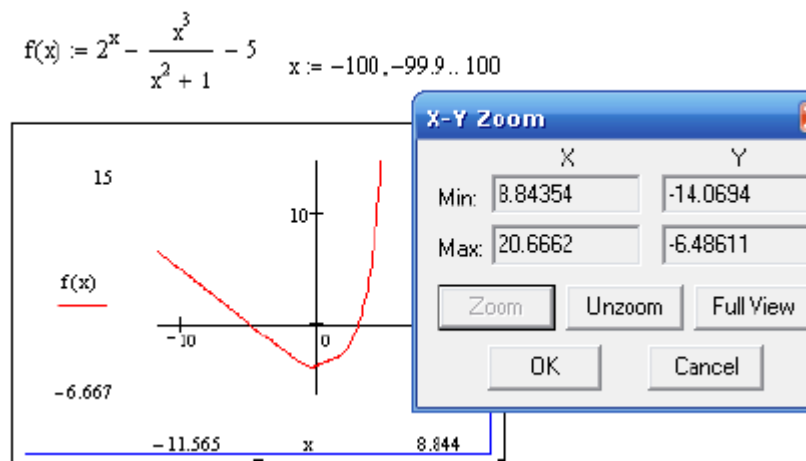 f(x) := 2^x - x^3/(x^2 + 1) - 5
x := -100, -99.9 .. 100
X-Y Zoom
X Y
Min: 8.84354 -14.0694
Max: 20.6662 -6.48611
Zoom Unzoom Full View
OK Cancel
15
10
f(x)
-10 0
-6.667
-11.565 x 8.844